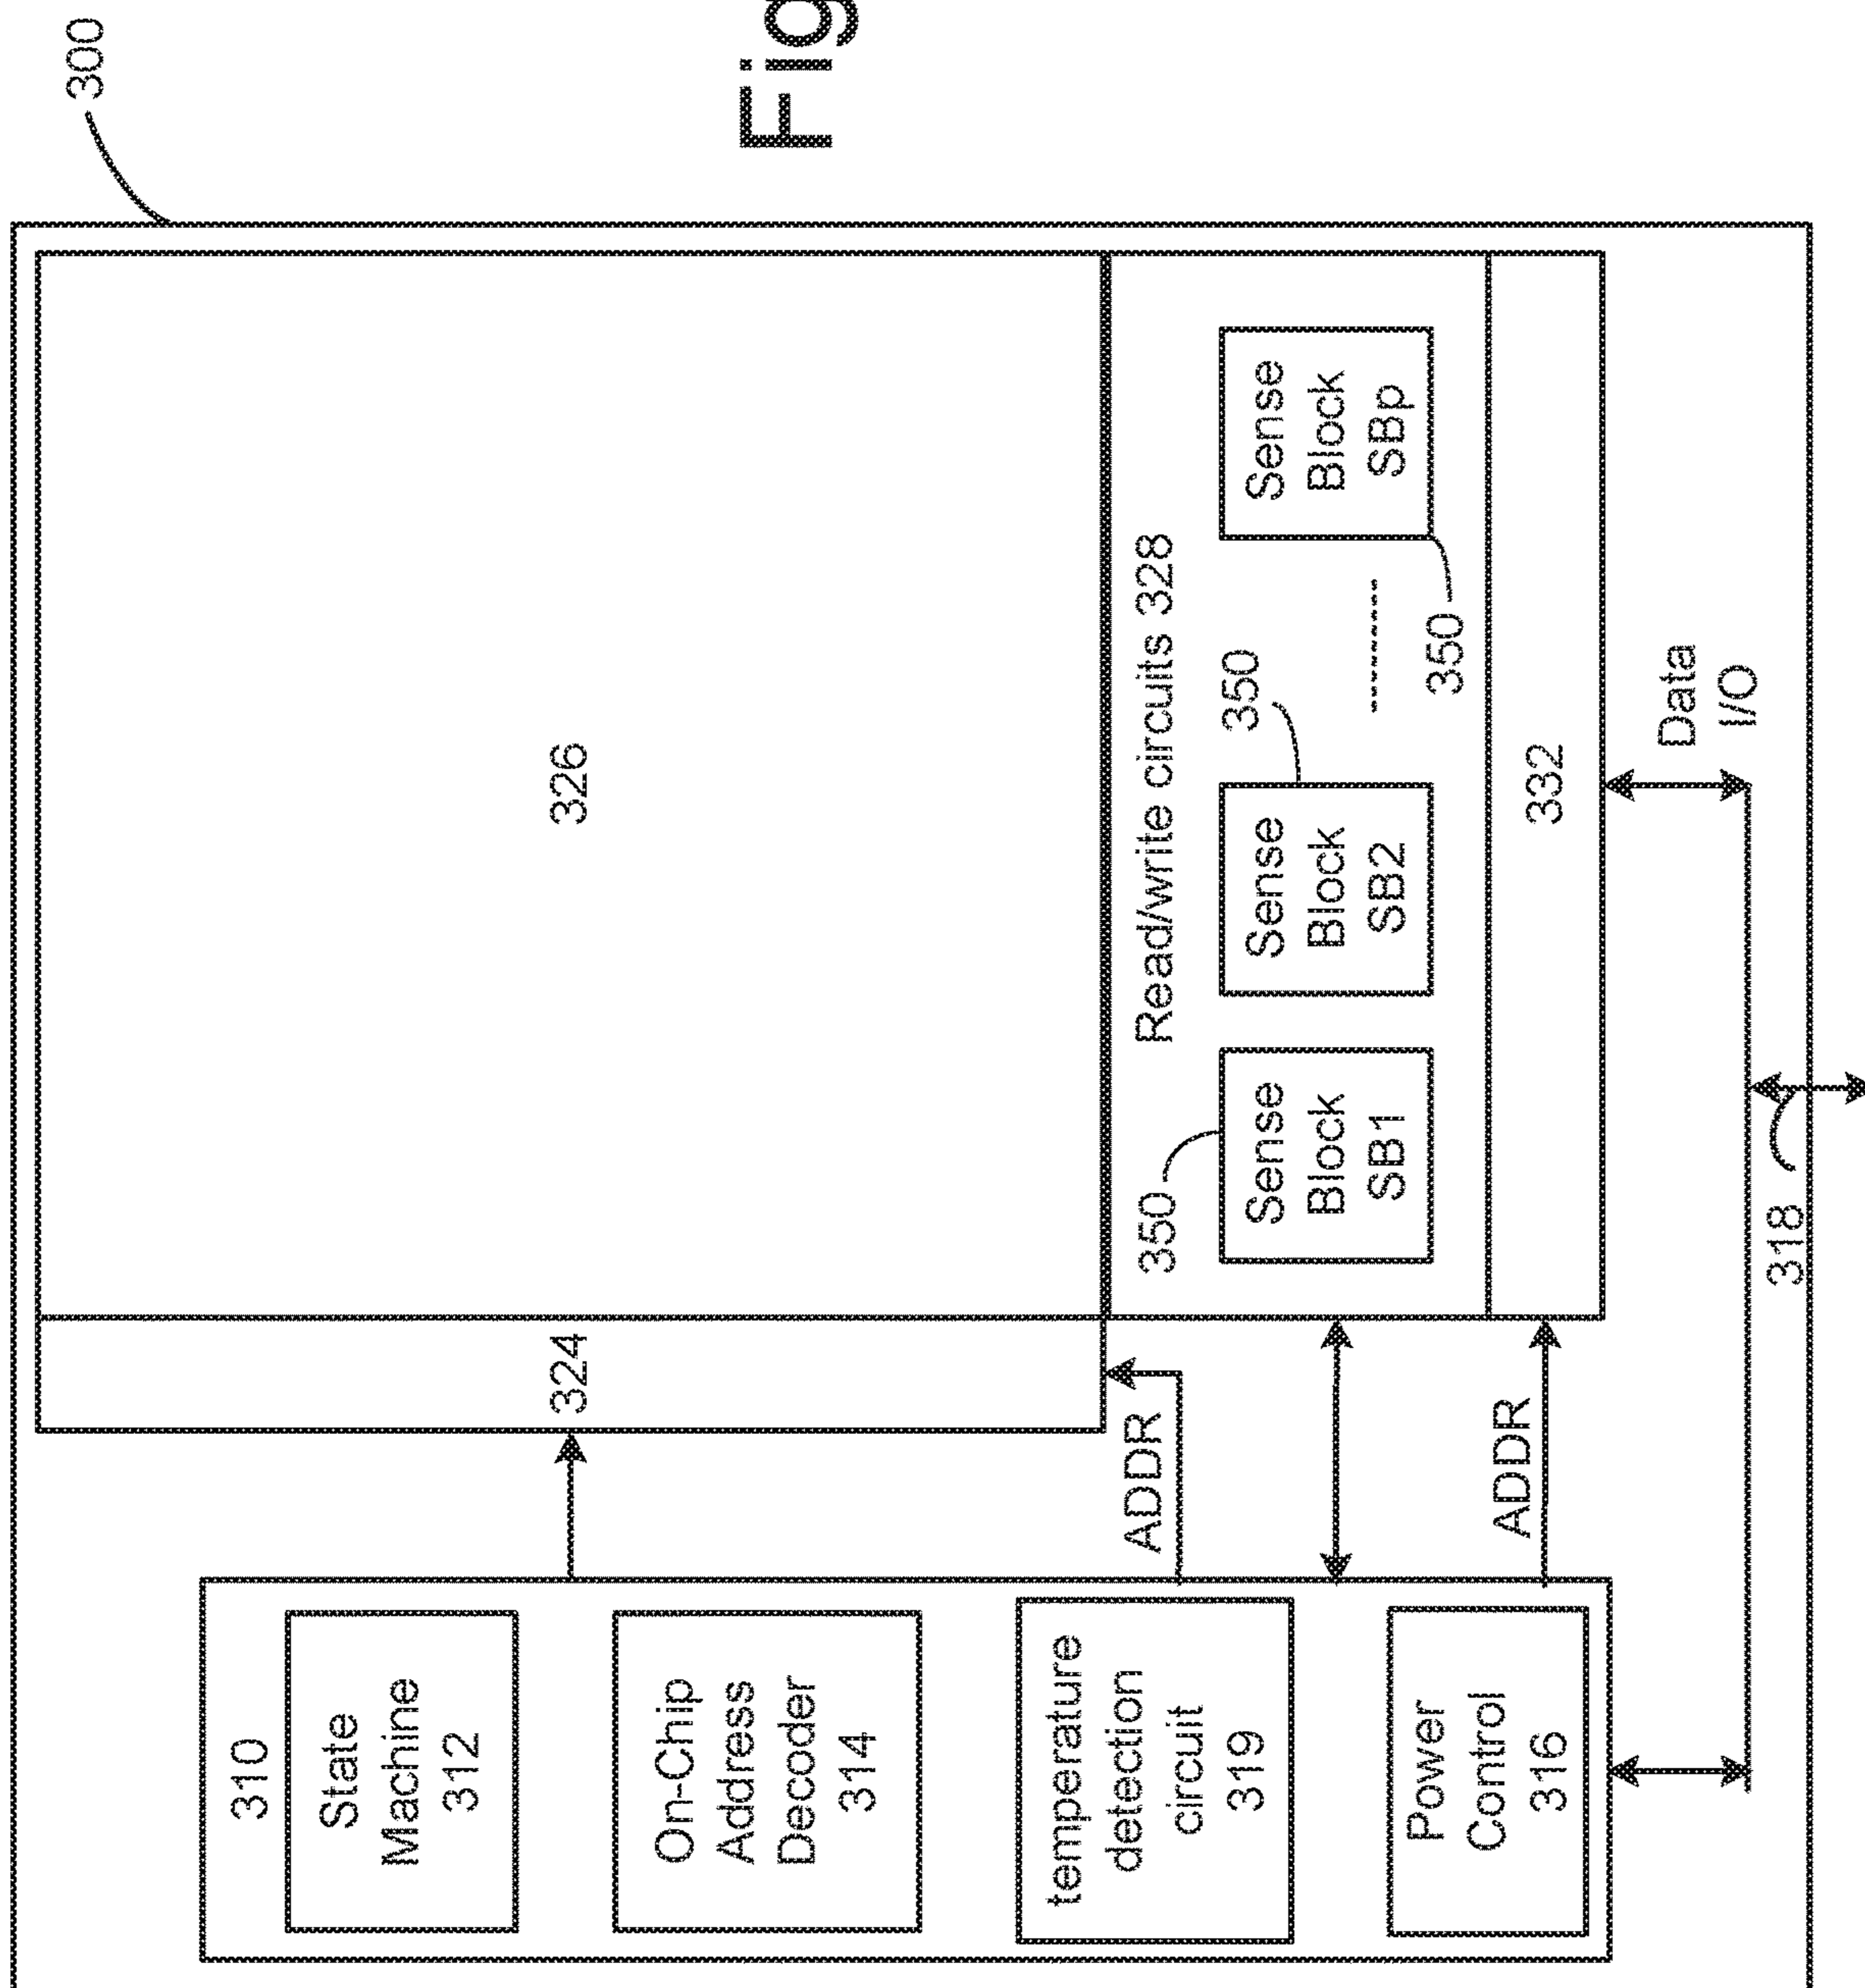 300
Fig
310
State
Machine
312
On-Chip
Address
Decoder
314
temperature
detection
circuit
319
Power
Control
316
324
326
ADDR
ADDR
Read/write circuits 328
350
Sense
Block
SB1
350
Sense
Block
SB2
350
Sense
Block
SBp
332
Data
I/O
318